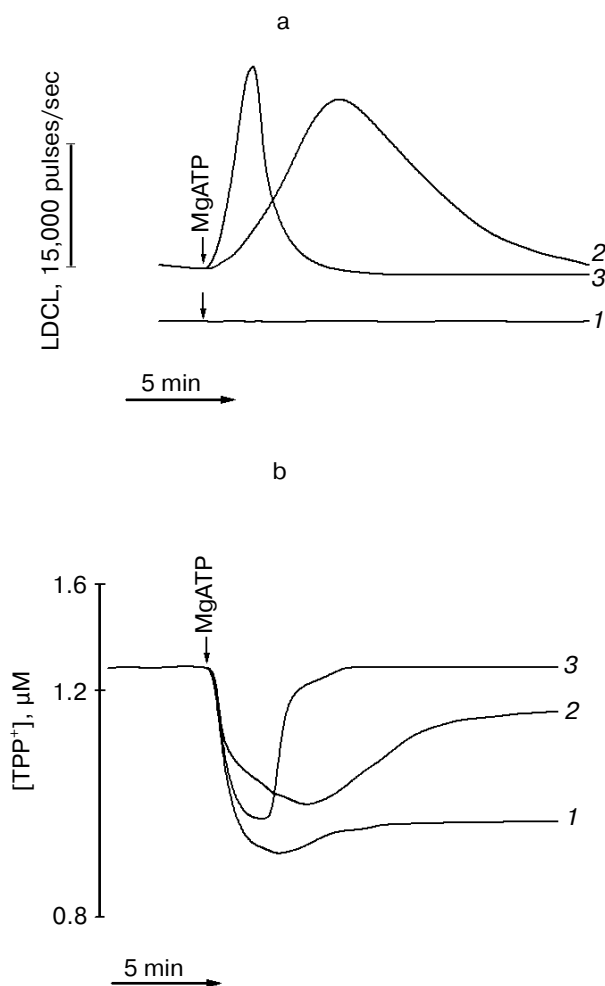 a
LDCL, 15,000 pulses/sec
MgATP
2
3
1
5 min
b
1.6
MgATP
3
1.2
2
[TPP⁺], μM
1
0.8
5 min